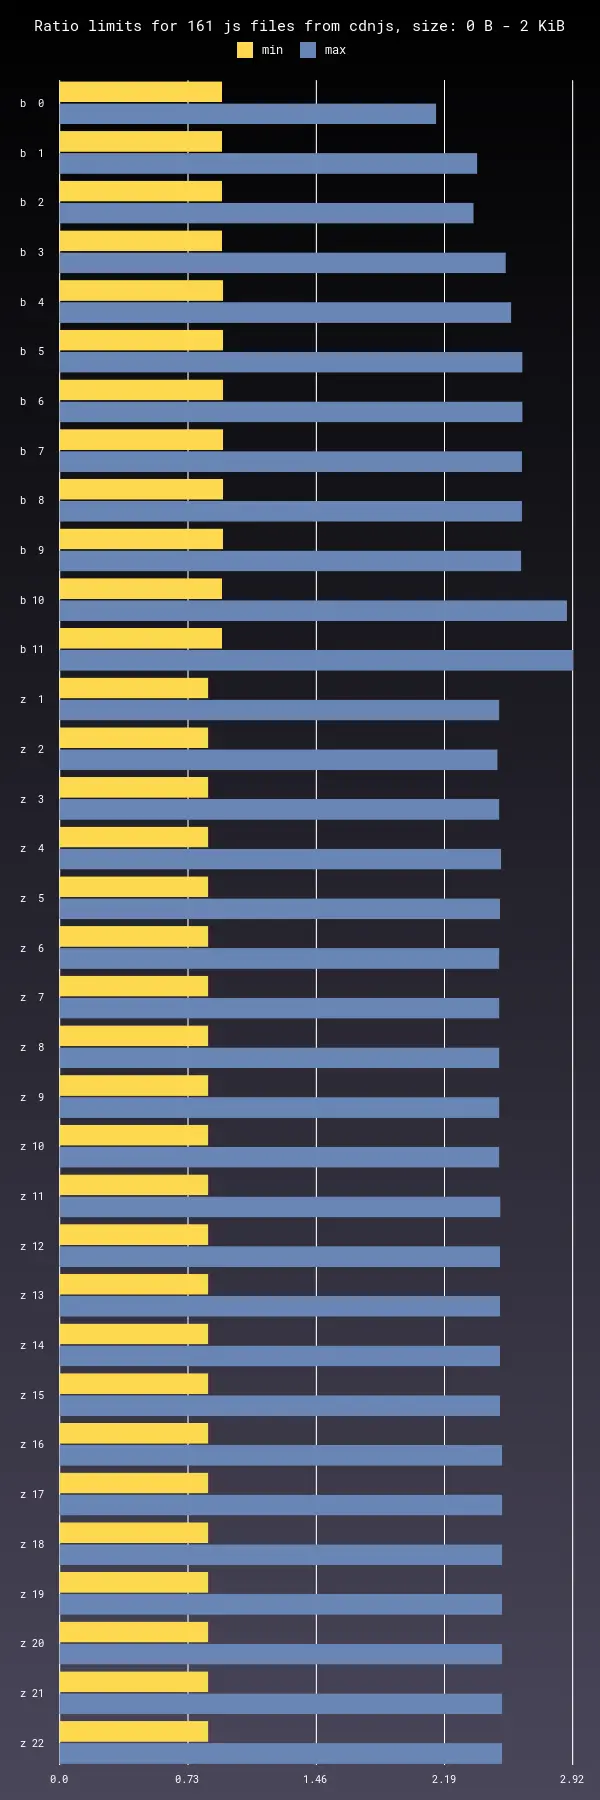 Ratio limits for 161 js files from cdnjs, size: 0 B - 2 KiB
min max
b 0
b 1
b 2
b 3
b 4
b 5
b 6
b 7
b 8
b 9
b 10
b 11
z 1
z 2
z 3
z 4
z 5
z 6
z 7
z 8
z 9
z 10
z 11
z 12
z 13
z 14
z 15
z 16
z 17
z 18
z 19
z 20
z 21
z 22
0.0 0.73 1.46 2.19 2.92